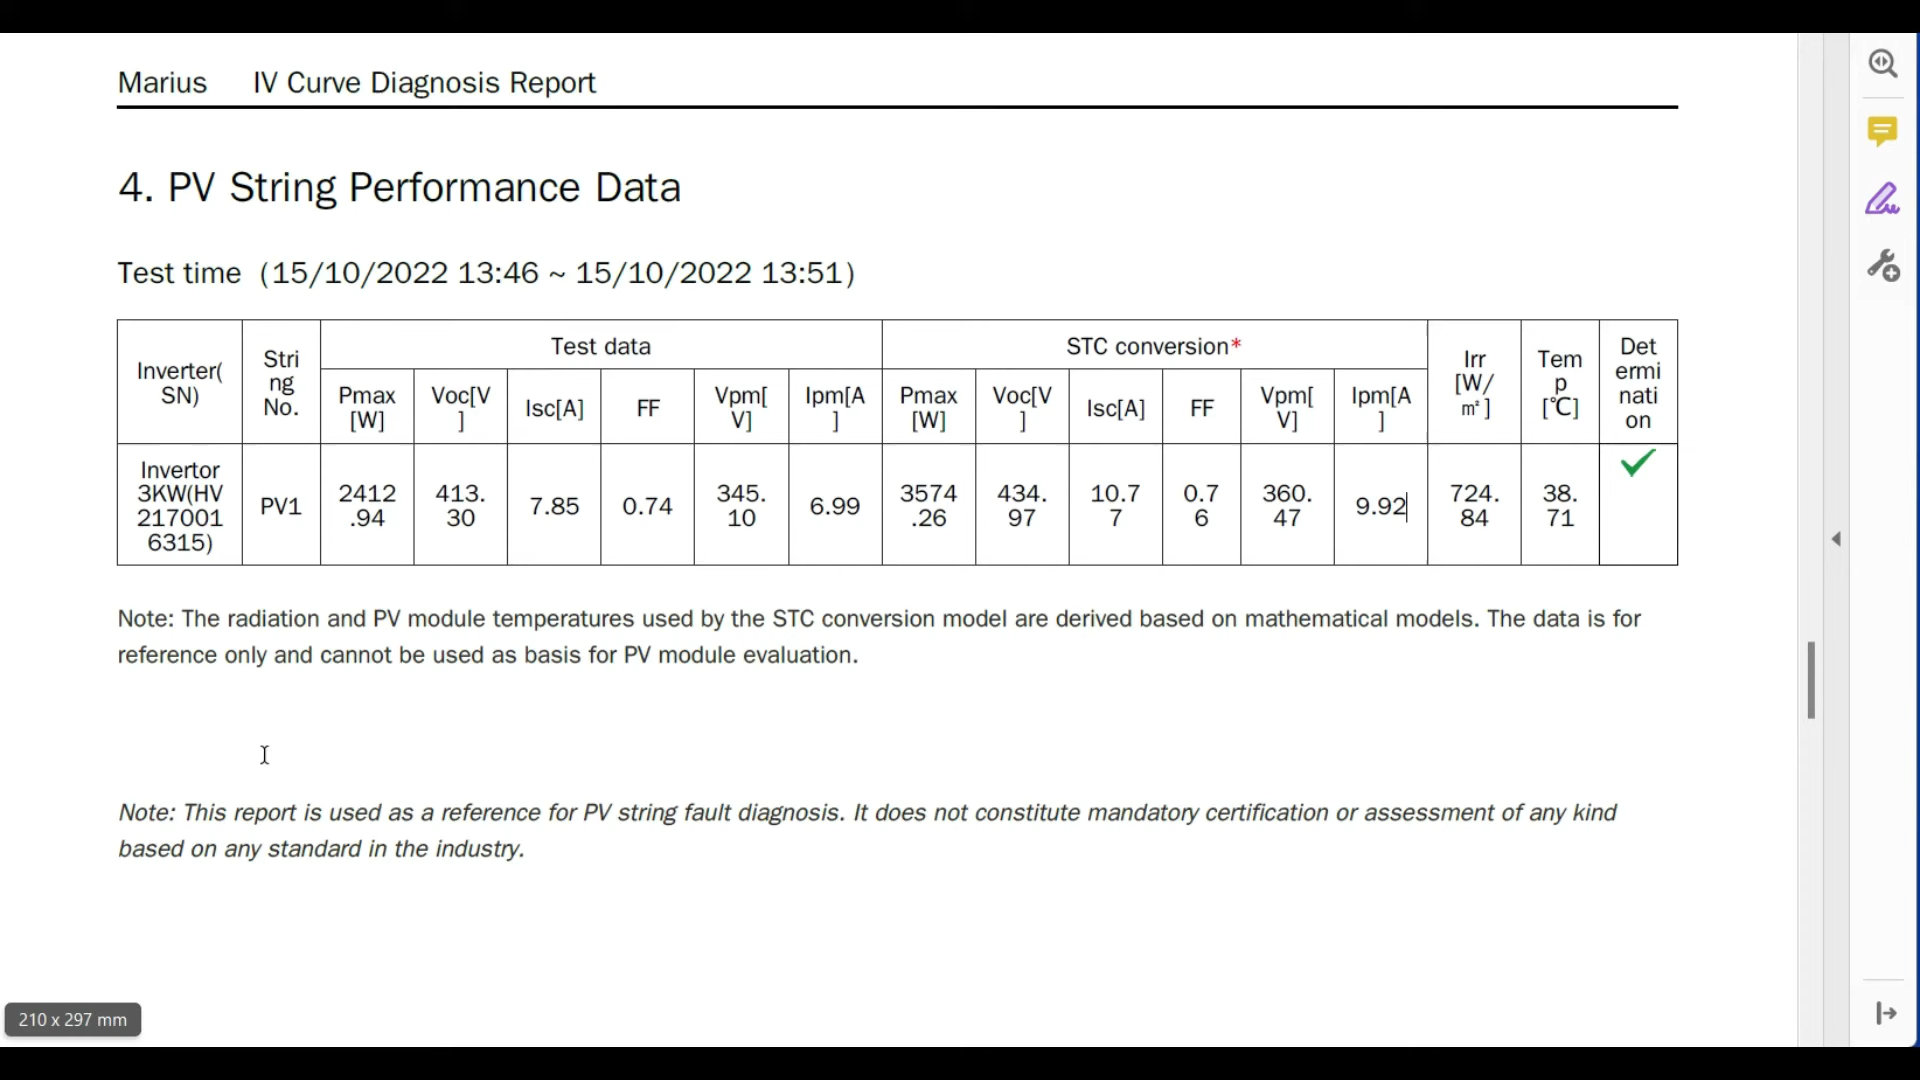 Marius IV Curve Diagnosis Report
4. PV String Performance Data
Test time（15/10/2022 13:46 ~ 15/10/2022 13:51）
Inverter(
SN)
Stri
ng
No.
Test data
STC conversion*
Irr
[W/
㎡]
Tem
p
[℃]
Det
ermi
nati
on
Pmax
[W]
Voc[V
]
Isc[A]
FF
Vpm[
V]
Ipm[A
]
Pmax
[W]
Voc[V
]
Isc[A]
FF
Vpm[
V]
Ipm[A
]
Invertor
3KW(HV
217001
6315)
PV1
2412
.94
413.
30
7.85
0.74
345.
10
6.99
3574
.26
434.
97
10.7
7
0.7
6
360.
47
9.92
724.
84
38.
71
Note: The radiation and PV module temperatures used by the STC conversion model are derived based on mathematical models. The data is for
reference only and cannot be used as basis for PV module evaluation.
Note: This report is used as a reference for PV string fault diagnosis. It does not constitute mandatory certification or assessment of any kind
based on any standard in the industry.
210 x 297 mm